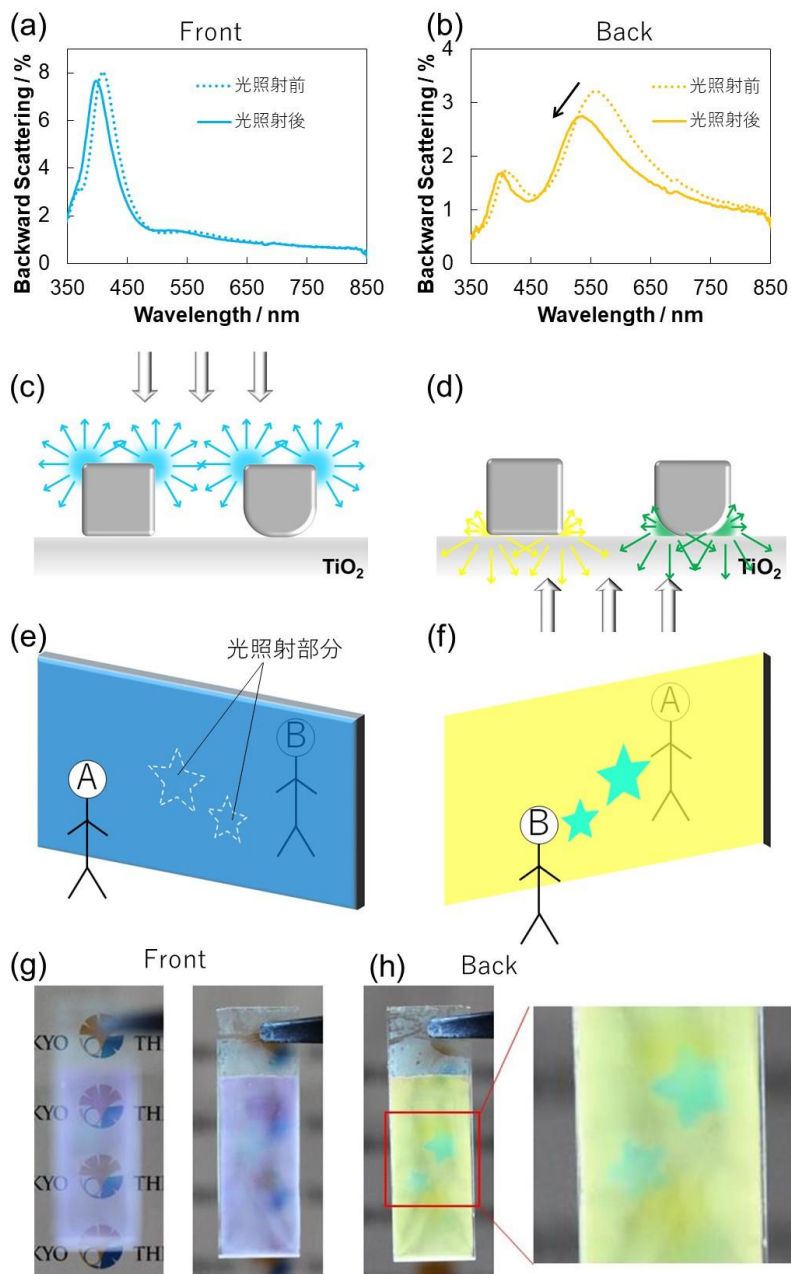 (a)
Front
光照射前
光照射後
Backward Scattering / %
8
6
4
2
0
350
450
550
650
750
850
Wavelength / nm
(b)
Back
光照射前
光照射後
Backward Scattering / %
4
3
2
1
0
350
450
550
650
750
850
Wavelength / nm
(c)
TiO₂
(d)
TiO₂
(e)
光照射部分
A
B
(f)
A
B
(g)
Front
KYO
THE
KYO
TH
KYO
TH
KYO
TH
(h)
Back